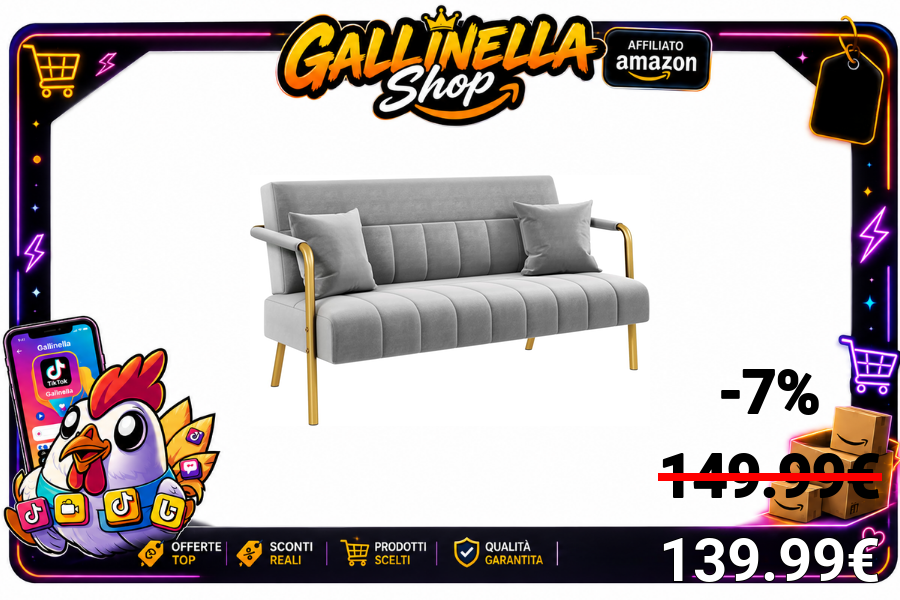 GALLINELLA
Shop
AFFILIATO
amazon
Gallinella
TikTok
Gallinella
-7%
149.99€
139.99€
OFFERTE
TOP
SCONTI
REALI
PRODOTTI
SCELTI
QUALITÀ
GARANTITA